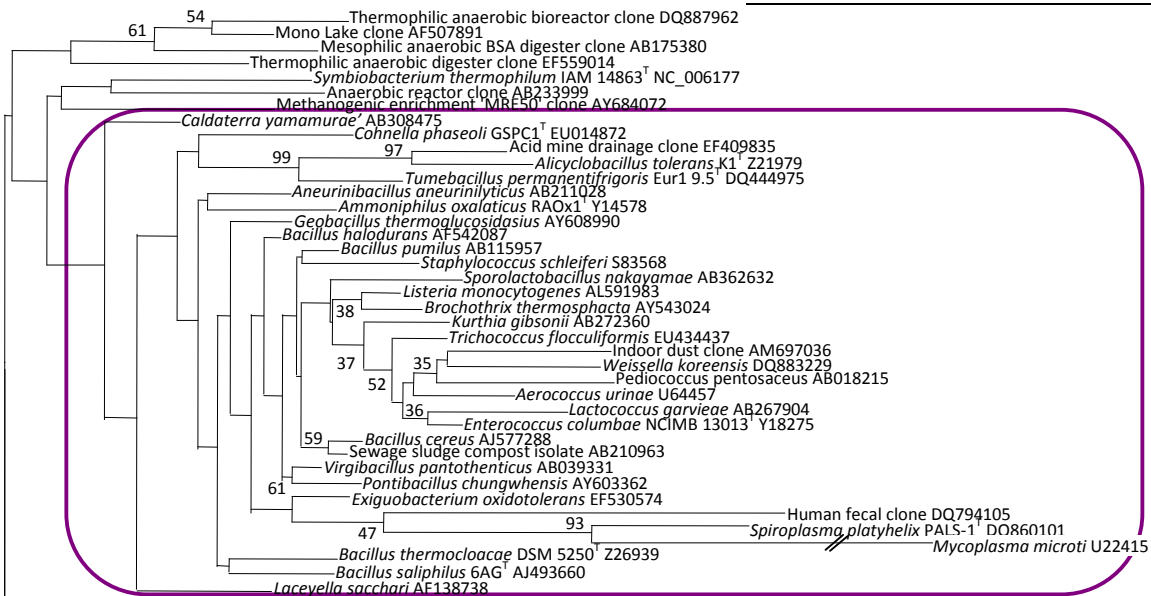 54
Thermophilic anaerobic bioreactor clone DQ887962
61
Mono Lake clone AF507891
Mesophilic anaerobic BSA digester clone AB175380
Thermophilic anaerobic digester clone EF559014
Symbiobacterium thermophilum IAM 14863ᵀ NC_006177
Anaerobic reactor clone AB233999
Methanogenic enrichment 'MRE50' clone AY684072
Caldaterra yamamurae’ AB308475
Cohnella phaseoli GSPC1ᵀ EU014872
97
Acid mine drainage clone EF409835
99
Alicyclobacillus tolerans K1ᵀ Z21979
Tumebacillus permanentifrigoris Eur1 9.5ᵀ DQ444975
Aneurinibacillus aneurinilyticus AB211028
Ammoniphilus oxalaticus RAOx1ᵀ Y14578
Geobacillus thermoglucosidasius AY608990
Bacillus halodurans AF542087
Bacillus pumilus AB115957
Staphylococcus schleiferi S83568
Sporolactobacillus nakayamae AB362632
Listeria monocytogenes AL591983
38
Brochothrix thermosphacta AY543024
Kurthia gibsonii AB272360
Trichococcus flocculiformis EU434437
37
Indoor dust clone AM697036
35
Weissella koreensis DQ883229
52
Pediococcus pentosaceus AB018215
Aerococcus urinae U64457
36
Lactococcus garvieae AB267904
Enterococcus columbae NCIMB 13013ᵀ Y18275
59
Bacillus cereus AJ577288
Sewage sludge compost isolate AB210963
Virgibacillus pantothenticus AB039331
Pontibacillus chungwhensis AY603362
61
Exiguobacterium oxidotolerans EF530574
Human fecal clone DQ794105
47
93
Spiroplasma platyhelix PALS-1ᵀ DQ860101
Mycoplasma microti U22415
Bacillus thermocloacae DSM 5250ᵀ Z26939
Bacillus saliphilus 6AGᵀ AJ493660
Laceyella sacchari AF138738